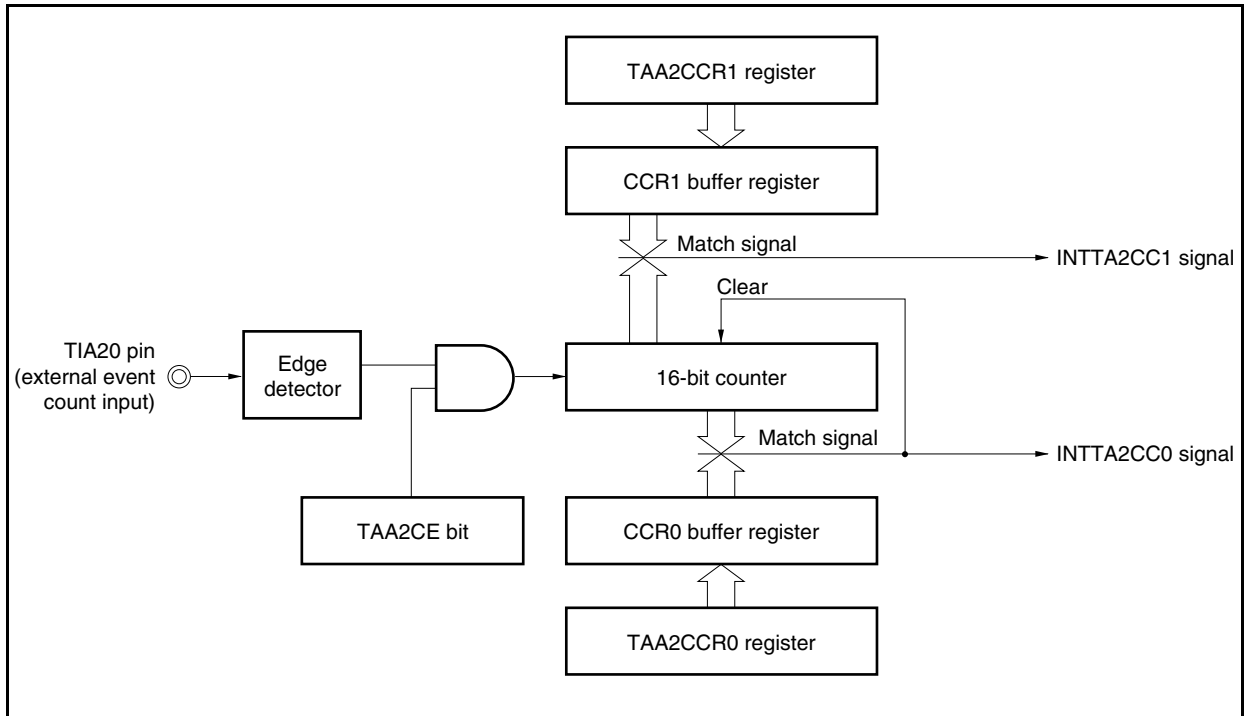 TAA2CCR1 register
CCR1 buffer register
Match signal
INTTA2CC1 signal
Clear
TIA20 pin
(external event
count input)
Edge
detector
16-bit counter
Match signal
INTTA2CC0 signal
TAA2CE bit
CCR0 buffer register
TAA2CCR0 register